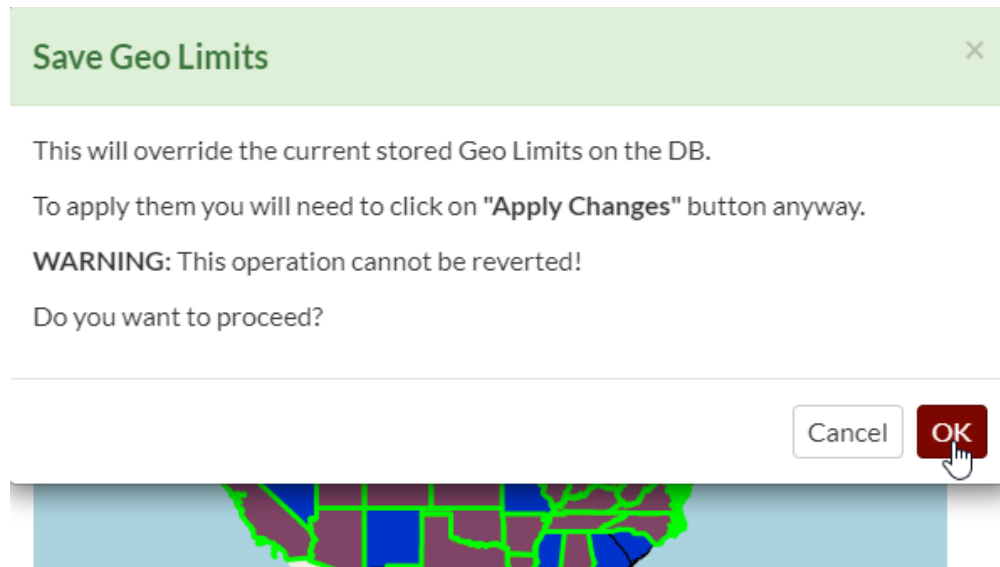 Save Geo Limits
×
This will override the current stored Geo Limits on the DB.
To apply them you will need to click on "Apply Changes" button anyway.
WARNING: This operation cannot be reverted!
Do you want to proceed?
Cancel
OK